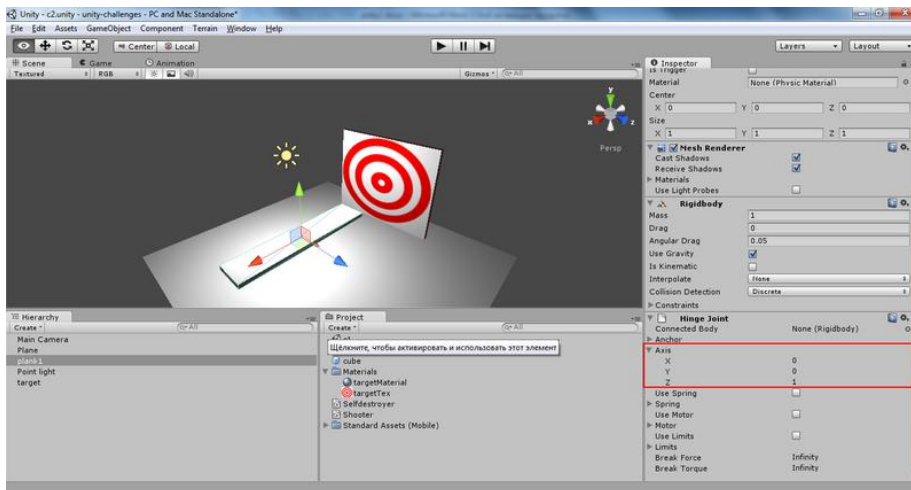 Unity - c2.unity - unity-challenges - PC and Mac Standalone*
File Edit Assets GameObject Component Terrain Window Help
Center Local
Layers Layout
Scene Game Animation
Textured RGB Gizmos All
y
x z
Persp
Inspector
Is Trigger
Material None (Physic Material)
Center
X 0 Y 0 Z 0
Size
X 1 Y 1 Z 1
Mesh Renderer
Cast Shadows
Receive Shadows
Materials
Use Light Probes
Rigidbody
Mass 1
Drag 0
Angular Drag 0.05
Use Gravity
Is Kinematic
Interpolate None
Collision Detection Discrete
Constraints
Hinge Joint
Connected Body None (Rigidbody)
Anchor
Axis
X 0
Y 0
Z 1
Use Spring
Spring
Use Motor
Motor
Use Limits
Limits
Break Force Infinity
Break Torque Infinity
Hierarchy
Create All
Main Camera
Plane
plank1
Point light
target
Project
Create All
Щёлкните, чтобы активировать и использовать этот элемент
cube
Materials
targetMaterial
targetTex
Selfdestroyer
Shooter
Standard Assets (Mobile)